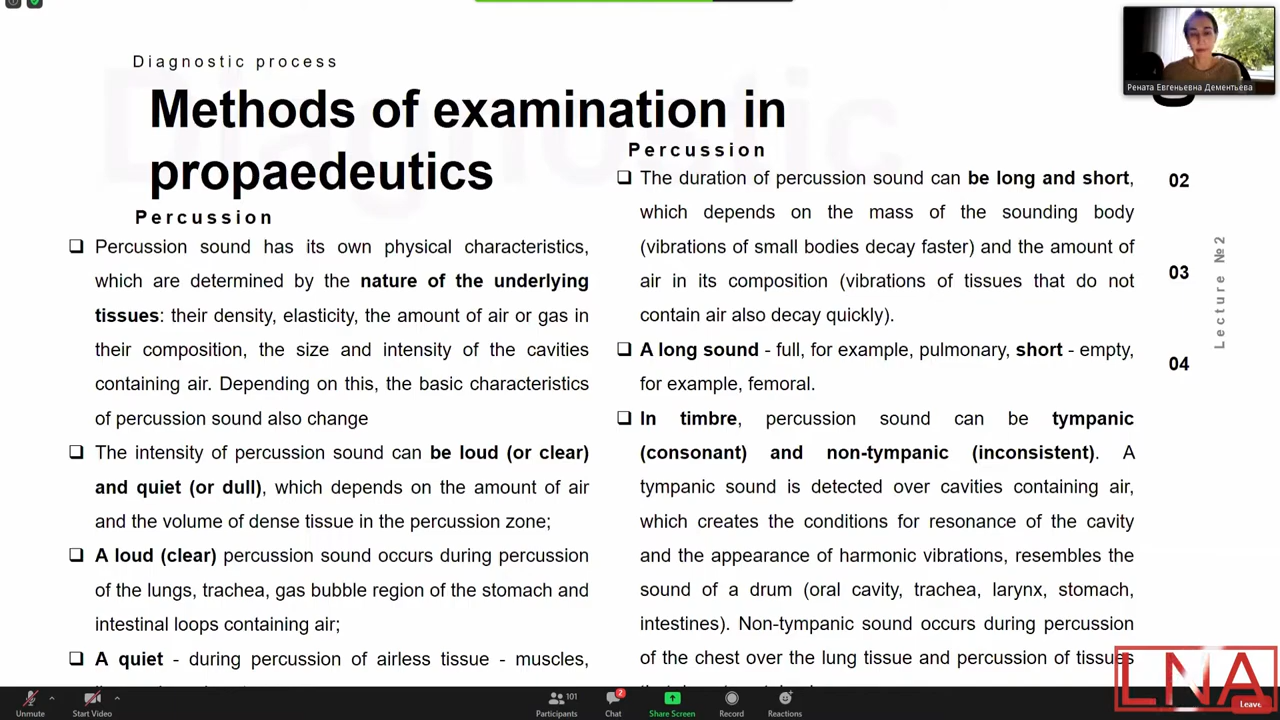 Diagnostic process
Methods of examination in
propaedeutics
Percussion
Percussion sound has its own physical characteristics,
which are determined by the nature of the underlying
tissues: their density, elasticity, the amount of air or gas in
their composition, the size and intensity of the cavities
containing air. Depending on this, the basic characteristics
of percussion sound also change
The intensity of percussion sound can be loud (or clear)
and quiet (or dull), which depends on the amount of air
and the volume of dense tissue in the percussion zone;
A loud (clear) percussion sound occurs during percussion
of the lungs, trachea, gas bubble region of the stomach and
intestinal loops containing air;
A quiet - during percussion of airless tissue - muscles,
Percussion
The duration of percussion sound can be long and short,
which depends on the mass of the sounding body
(vibrations of small bodies decay faster) and the amount of
air in its composition (vibrations of tissues that do not
contain air also decay quickly).
A long sound - full, for example, pulmonary, short - empty,
for example, femoral.
In timbre, percussion sound can be tympanic
(consonant) and non-tympanic (inconsistent). A
tympanic sound is detected over cavities containing air,
which creates the conditions for resonance of the cavity
and the appearance of harmonic vibrations, resembles the
sound of a drum (oral cavity, trachea, larynx, stomach,
intestines). Non-tympanic sound occurs during percussion
of the chest over the lung tissue and percussion of tissues
02
03
04
Lecture №2
Рената Евгеньевна Дементьева
LNA
Unmute
Start Video
101
Participants
2
Chat
Share Screen
Record
Reactions
Leave